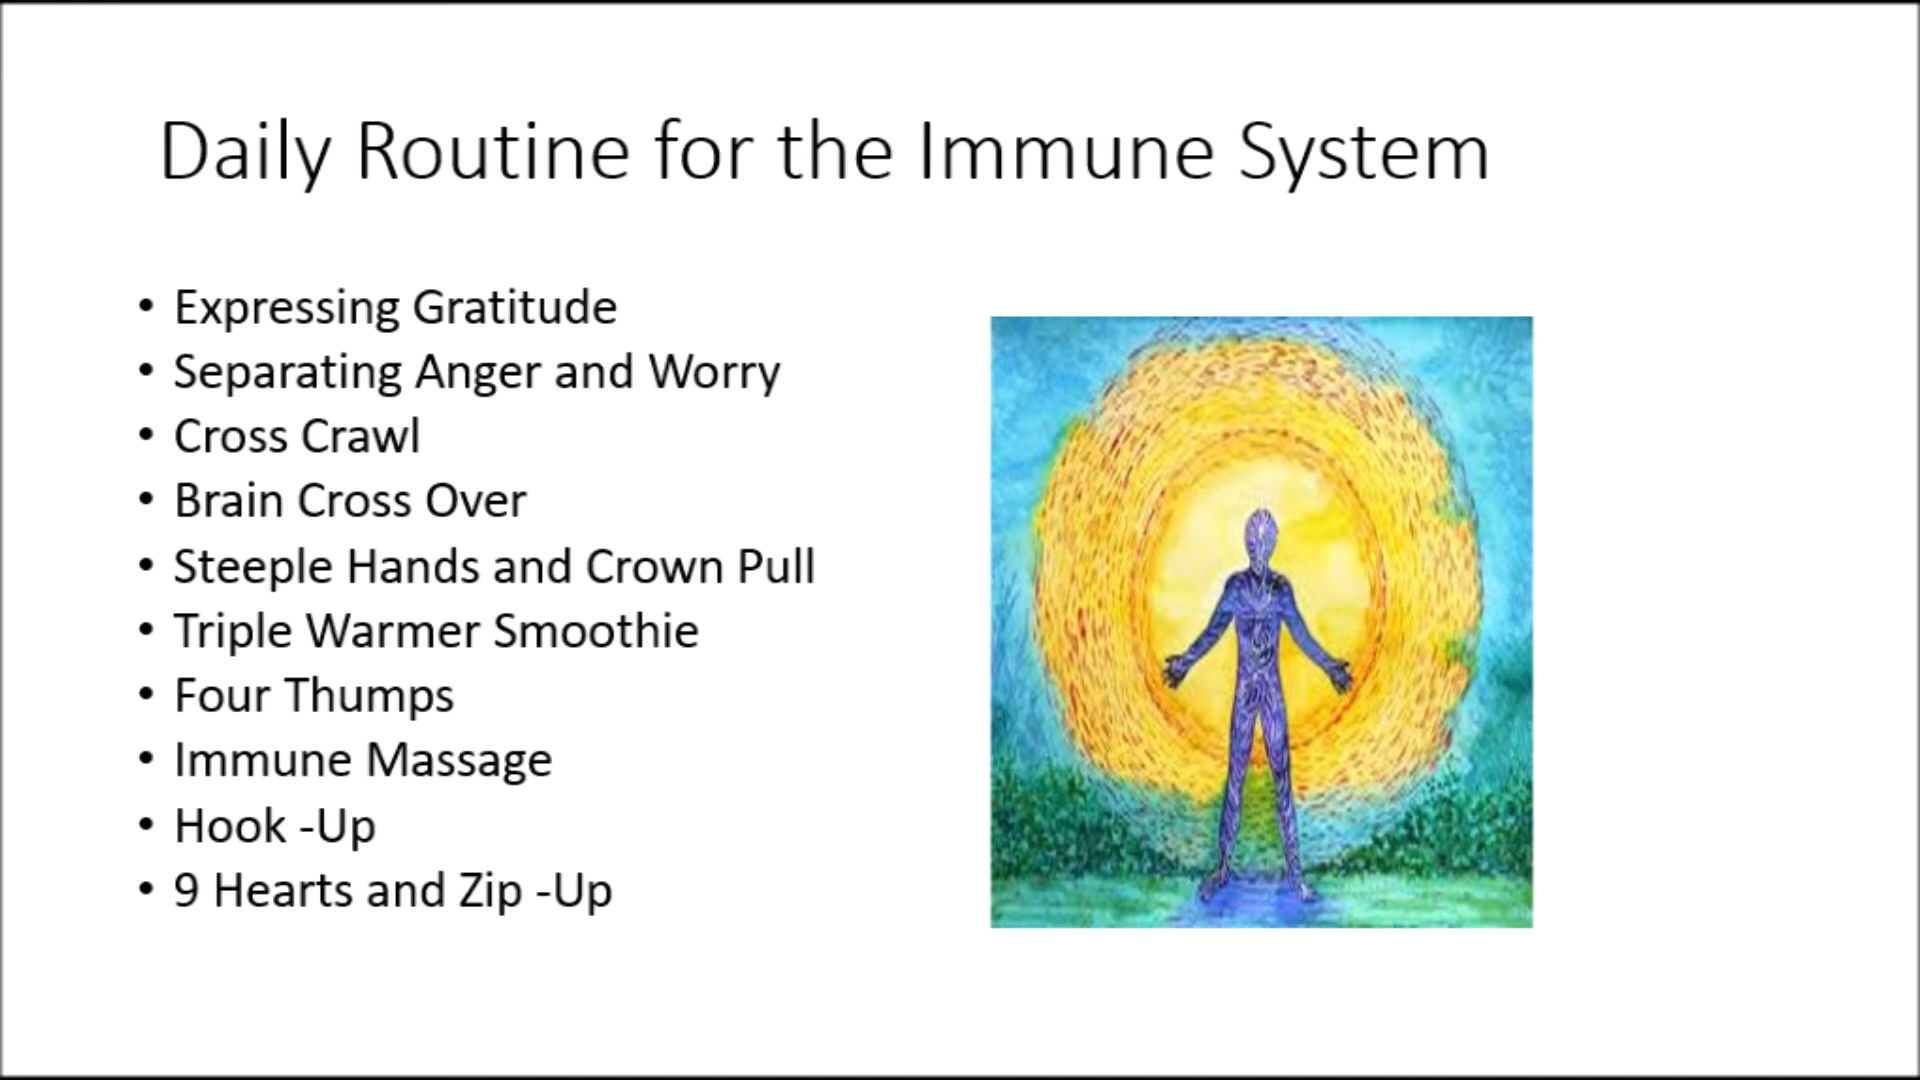 Daily Routine for the Immune System
• Expressing Gratitude
• Separating Anger and Worry
• Cross Crawl
• Brain Cross Over
• Steeple Hands and Crown Pull
• Triple Warmer Smoothie
• Four Thumps
• Immune Massage
• Hook -Up
• 9 Hearts and Zip -Up